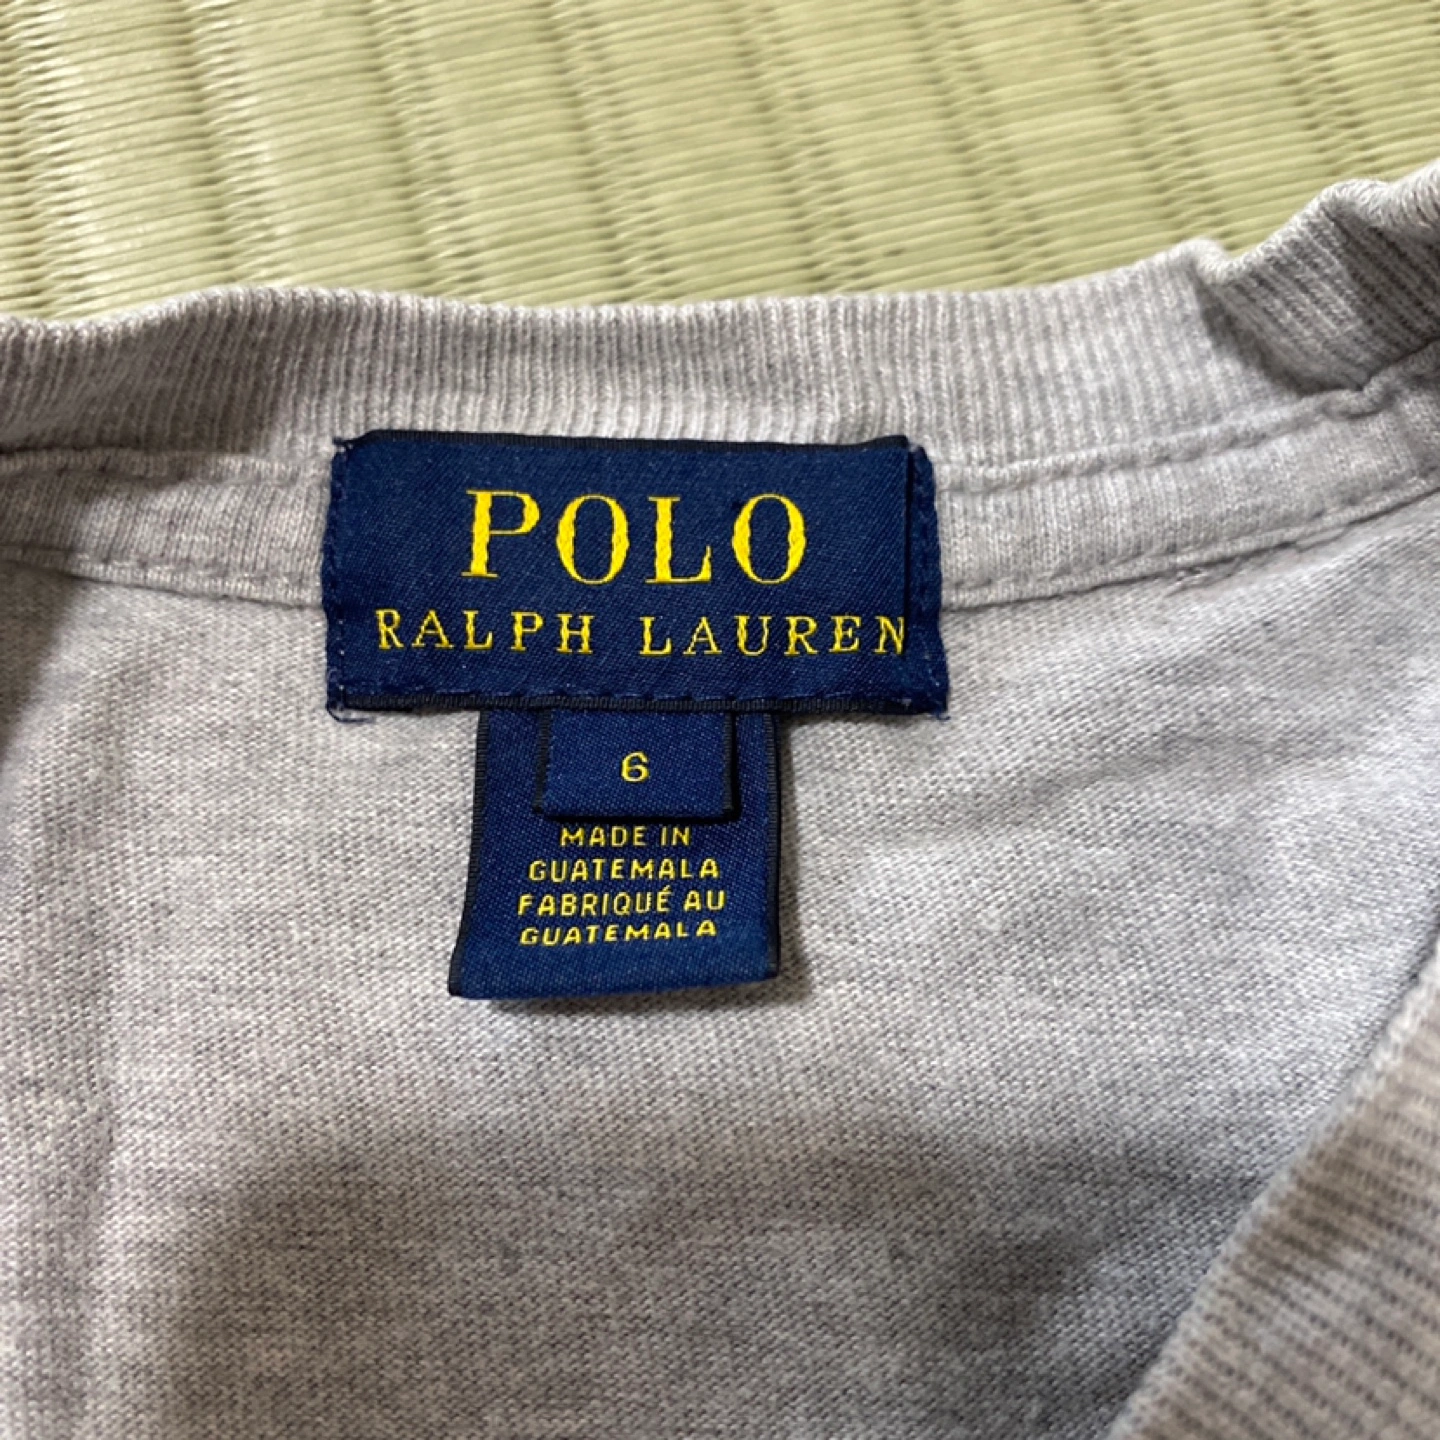 POLO
RALPH LAUREN
6
MADE IN
GUATEMALA
FABRIQUÉ AU
GUATEMALA